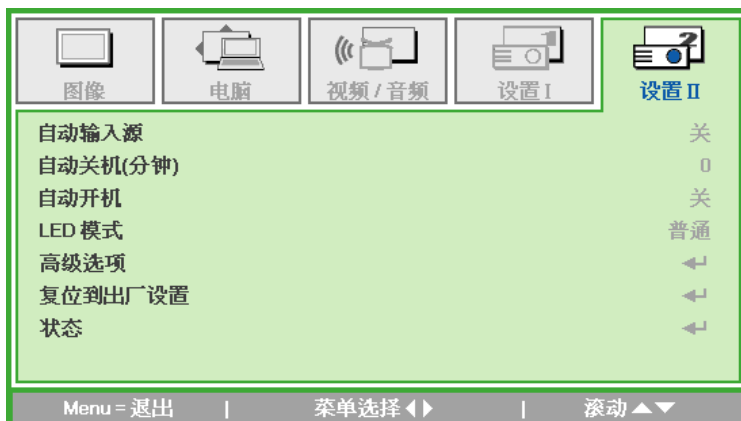 图像 电脑 视频 / 音频 设置 I 设置 II
自动输入源 关
自动关机(分钟) 0
自动开机 关
LED 模式 普通
高级选项
复位到出厂设置
状态
Menu = 退出 | 菜单选择 | 滚动